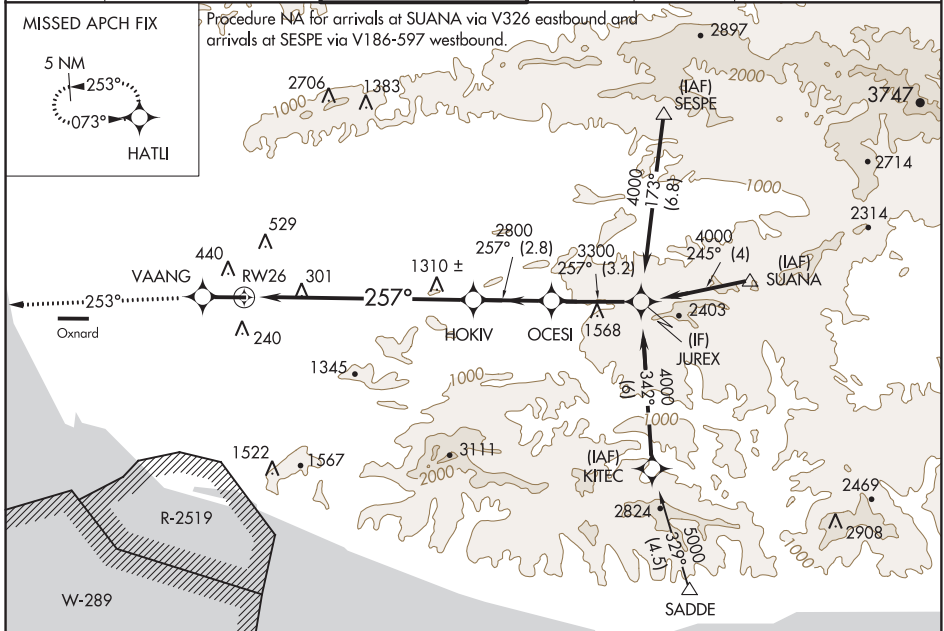 MISSED APCH FIX
5 NM
253°
073°
HATLI
Procedure NA for arrivals at SUANA via V326 eastbound and
arrivals at SESPE via V186-597 westbound.
2897
2000
2706
1383
1000
(IAF)
SESPE
3747
2714
1000
4000
173°
(6.8)
2314
529
440
VAANG
RW26
301
1310 ±
2800
257° (2.8)
3300
257° (3.2)
4000
245° (4)
(IAF)
SUANA
253°
257°
Oxnard
240
HOKIV
OCESI
1568
2403
(IF)
JUREX
1345
1000
4000
342°
(6)
1000
1522
1567
3111
2000
(IAF)
KITEC
2469
2824
2908
1000
R-2519
5000
329°
(4.5)
W-289
SADDE